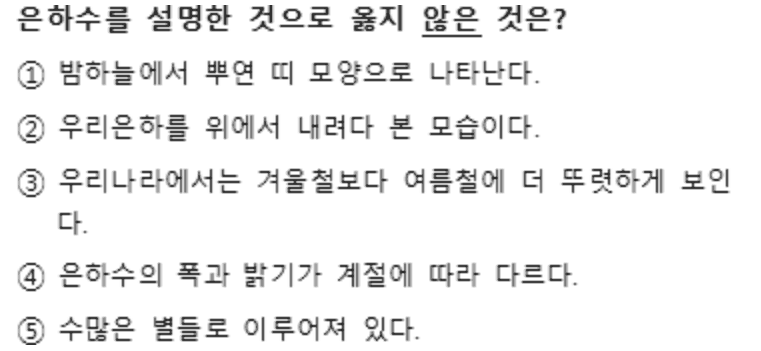 은하수를 설명한 것으로 옳지 않은 것은?
① 밤하늘에서 뿌연 띠 모양으로 나타난다.
② 우리은하를 위에서 내려다 본 모습이다.
③ 우리나라에서는 겨울철보다 여름철에 더 뚜렷하게 보인
다.
④ 은하수의 폭과 밝기가 계절에 따라 다르다.
⑤ 수많은 별들로 이루어져 있다.